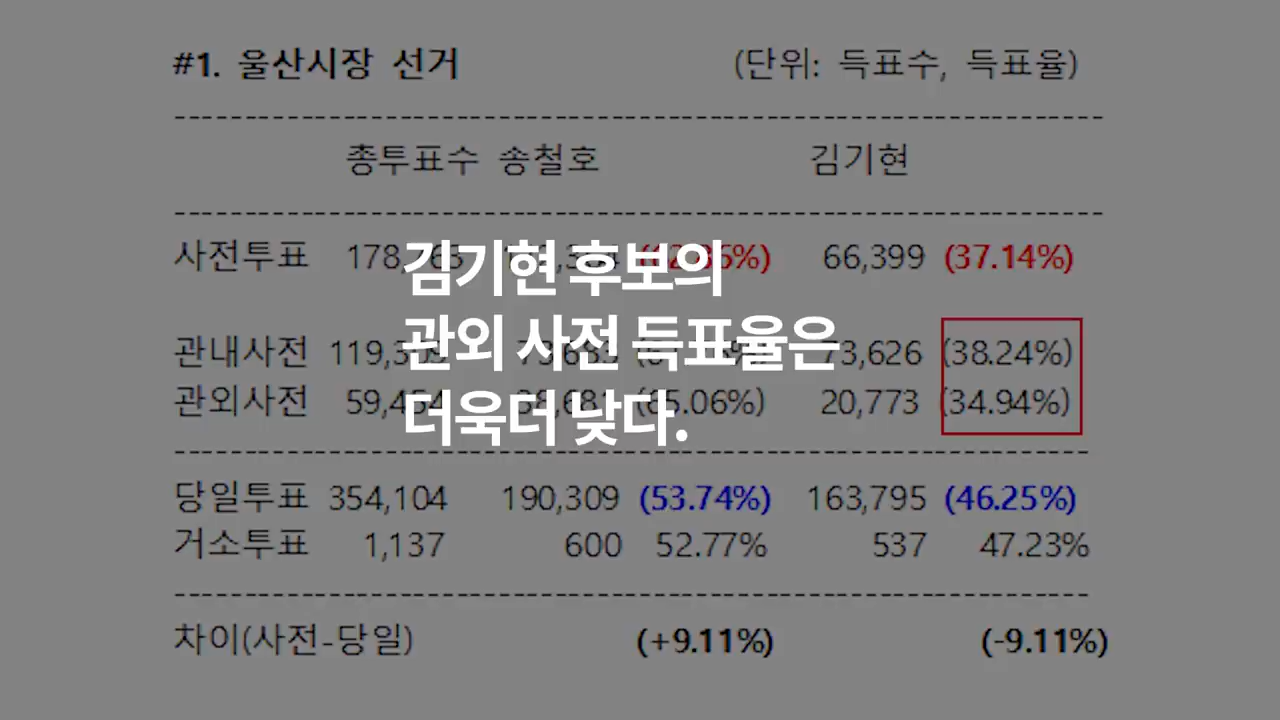 #1. 울산시장 선거 (단위: 득표수, 득표율)
총투표수 송철호 김기현
사전투표 66,399 (37.14%)
김기현 후보의
관외 사전 득표율은
더욱더 낮다.
관내사전 73,626 (38.24%)
관외사전 20,773 (34.94%)
당일투표 354,104 190,309 (53.74%) 163,795 (46.25%)
거소투표 1,137 600 52.77% 537 47.23%
차이(사전-당일) (+9.11%) (-9.11%)